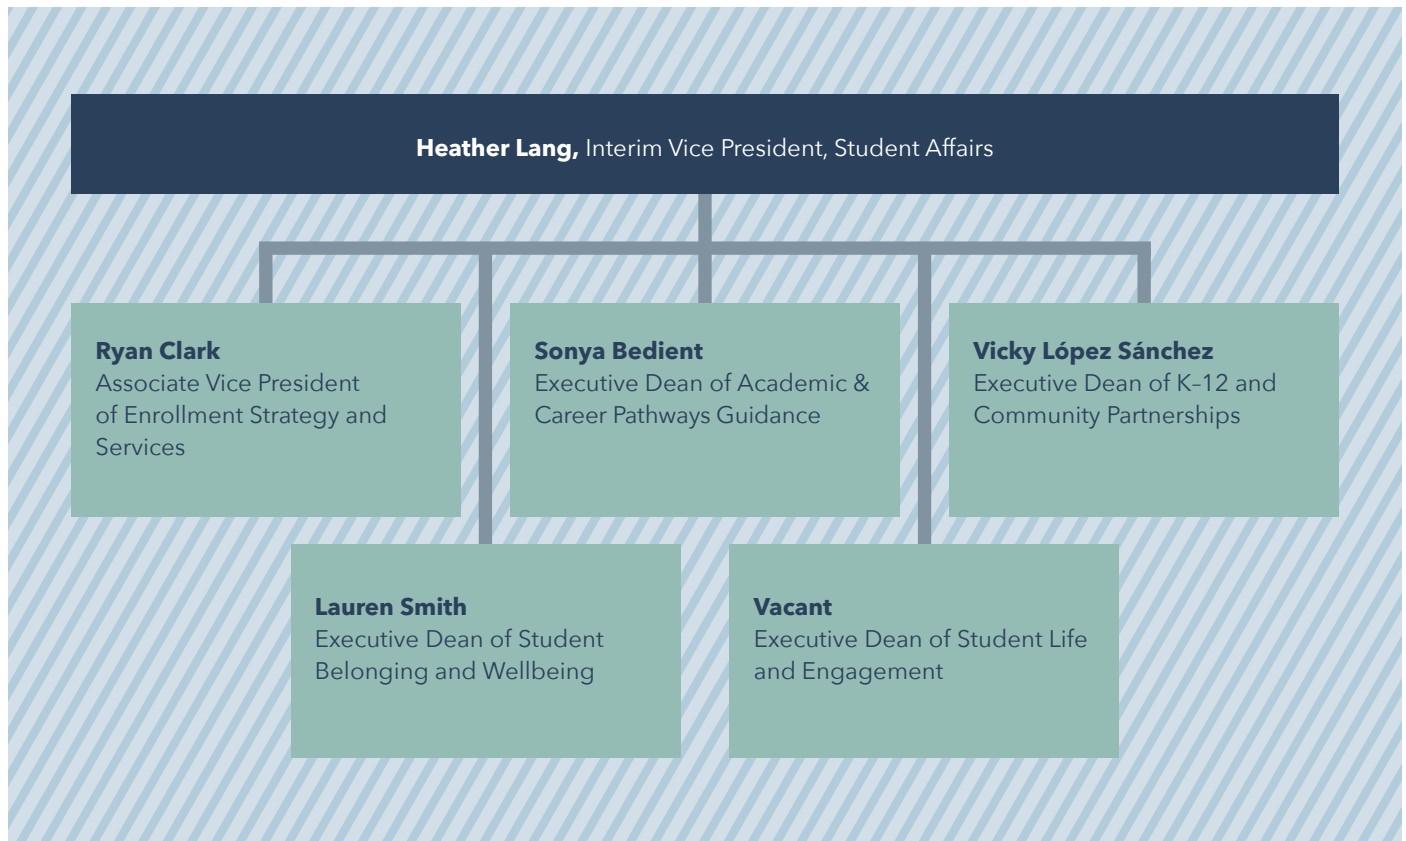 Heather Lang, Interim Vice President, Student Affairs
Ryan Clark
Associate Vice President
of Enrollment Strategy and
Services
Sonya Bedient
Executive Dean of Academic &
Career Pathways Guidance
Vicky López Sánchez
Executive Dean of K–12 and
Community Partnerships
Lauren Smith
Executive Dean of Student
Belonging and Wellbeing
Vacant
Executive Dean of Student Life
and Engagement